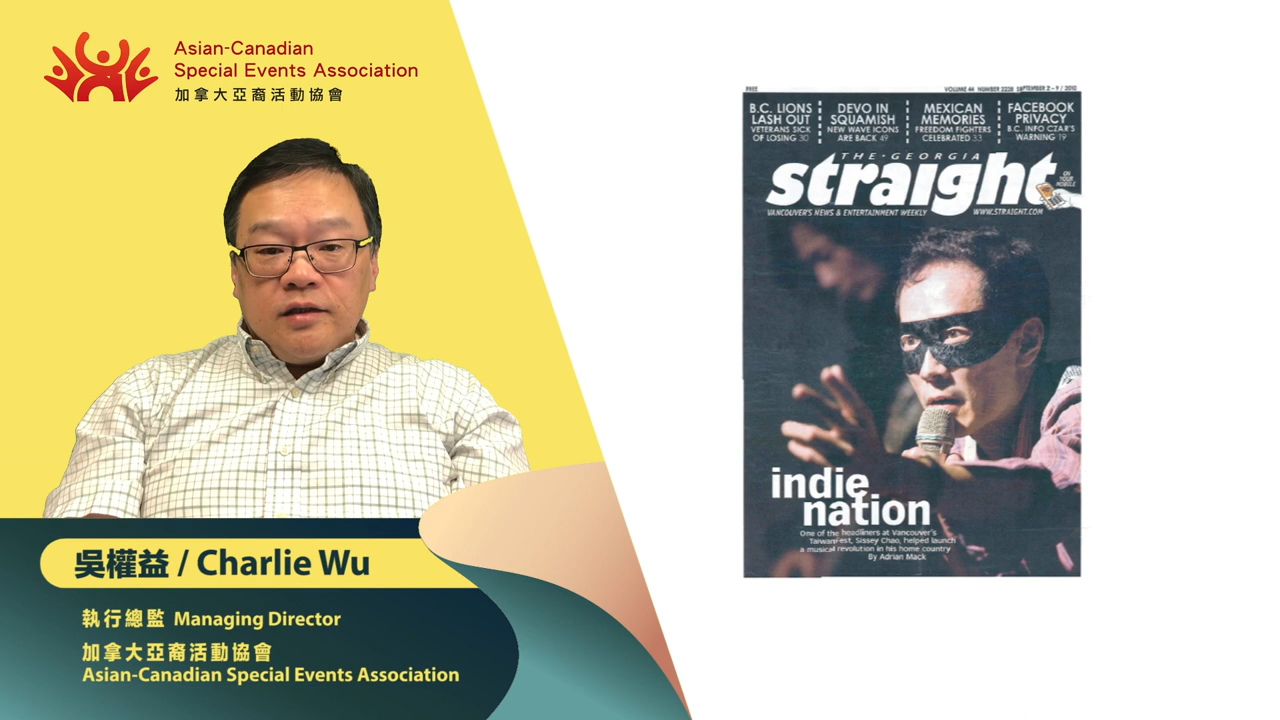 Asian-Canadian
Special Events Association
加拿大亞裔活動協會
吳權益 / Charlie Wu
執行總監 Managing Director
加拿大亞裔活動協會
Asian-Canadian Special Events Association
FREE
VOLUME 44 NUMBER 2228 SEPTEMBER 2 – 9 / 2010
B.C. LIONS
LASH OUT
VETERANS SICK
OF LOSING 30
DEVO IN
SQUAMISH
NEW WAVE ICONS
ARE BACK 49
MEXICAN
MEMORIES
FREEDOM FIGHTERS
CELEBRATED 33
FACEBOOK
PRIVACY
B.C. INFO CZAR'S
WARNING 19
THE · GEORGIA
straight
ON
YOUR
MOBILE
VANCOUVER'S NEWS & ENTERTAINMENT WEEKLY
WWW.STRAIGHT.COM
indie
nation
One of the headliners at Vancouver's
TaiwanFest, Sissey Chao, helped launch
a musical revolution in his home country
By Adrian Mack